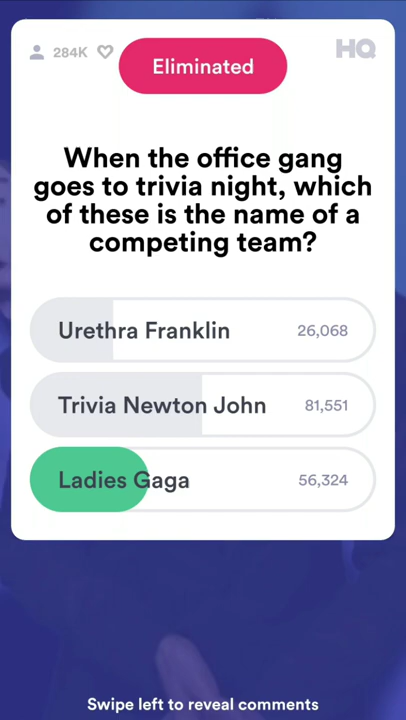 284K
Eliminated
HQ
When the office gang
goes to trivia night, which
of these is the name of a
competing team?
Urethra Franklin 26,068
Trivia Newton John 81,551
Ladies Gaga 56,324
Swipe left to reveal comments